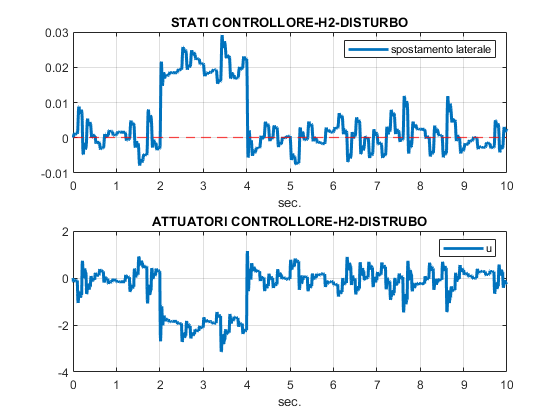 STATI CONTROLLORE-H2-DISTURBO
spostamento laterale
0.03
0.02
0.01
0
-0.01
0 1 2 3 4 5 6 7 8 9 10
sec.
ATTUATORI CONTROLLORE-H2-DISTRUBO
u
2
0
-2
-4
0 1 2 3 4 5 6 7 8 9 10
sec.